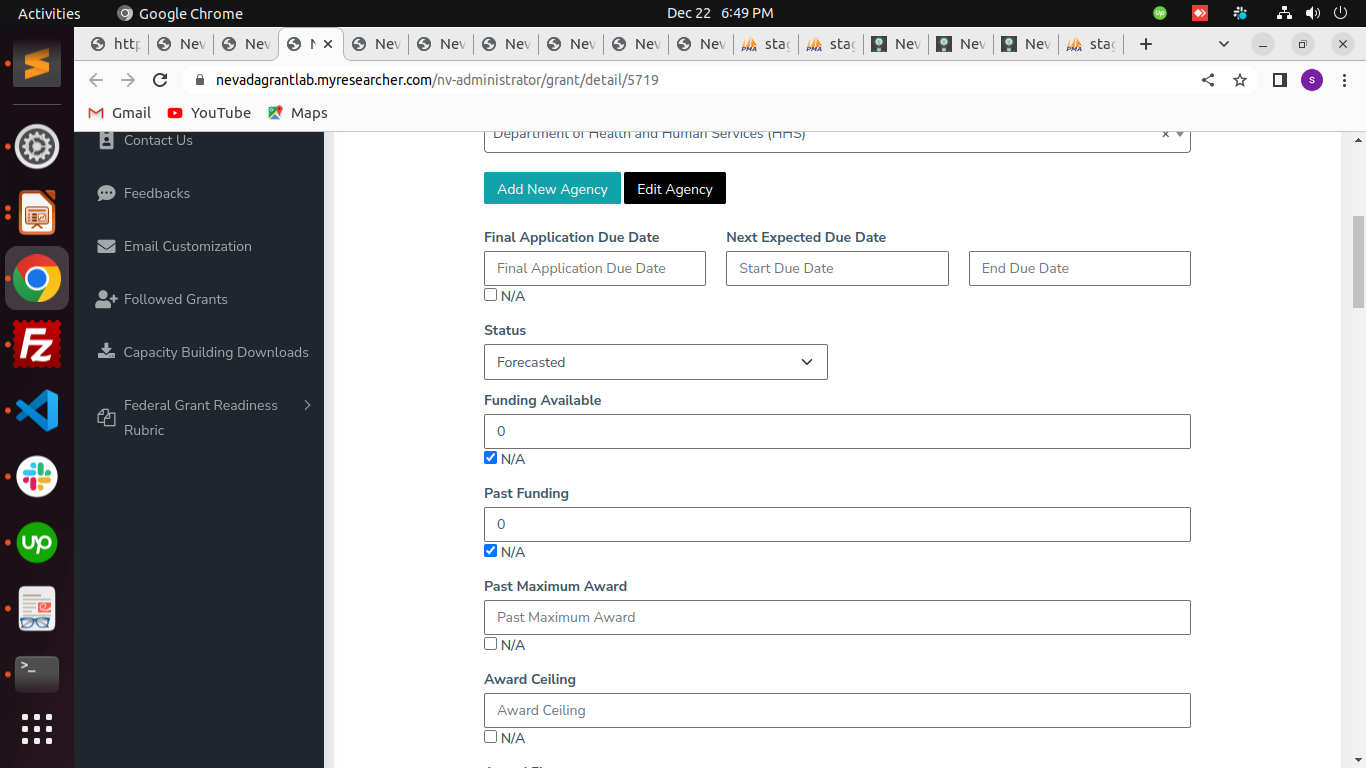 Activities
Google Chrome
Dec 22 6:49 PM
http
Nev
Nev
N
Nev
Nev
Nev
Nev
Nev
Nev
stag
stag
Nev
Nev
Nev
stag
nevadagrantlab.myresearcher.com/nv-administrator/grant/detail/5719
S
Gmail
YouTube
Maps
Contact Us
Feedbacks
Email Customization
Followed Grants
Capacity Building Downloads
Federal Grant Readiness
Rubric
Department of Health and Human Services (HHS)
Add New Agency
Edit Agency
Final Application Due Date
Next Expected Due Date
Final Application Due Date
Start Due Date
End Due Date
N/A
Status
Forecasted
Funding Available
0
N/A
Past Funding
0
N/A
Past Maximum Award
Past Maximum Award
N/A
Award Ceiling
Award Ceiling
N/A